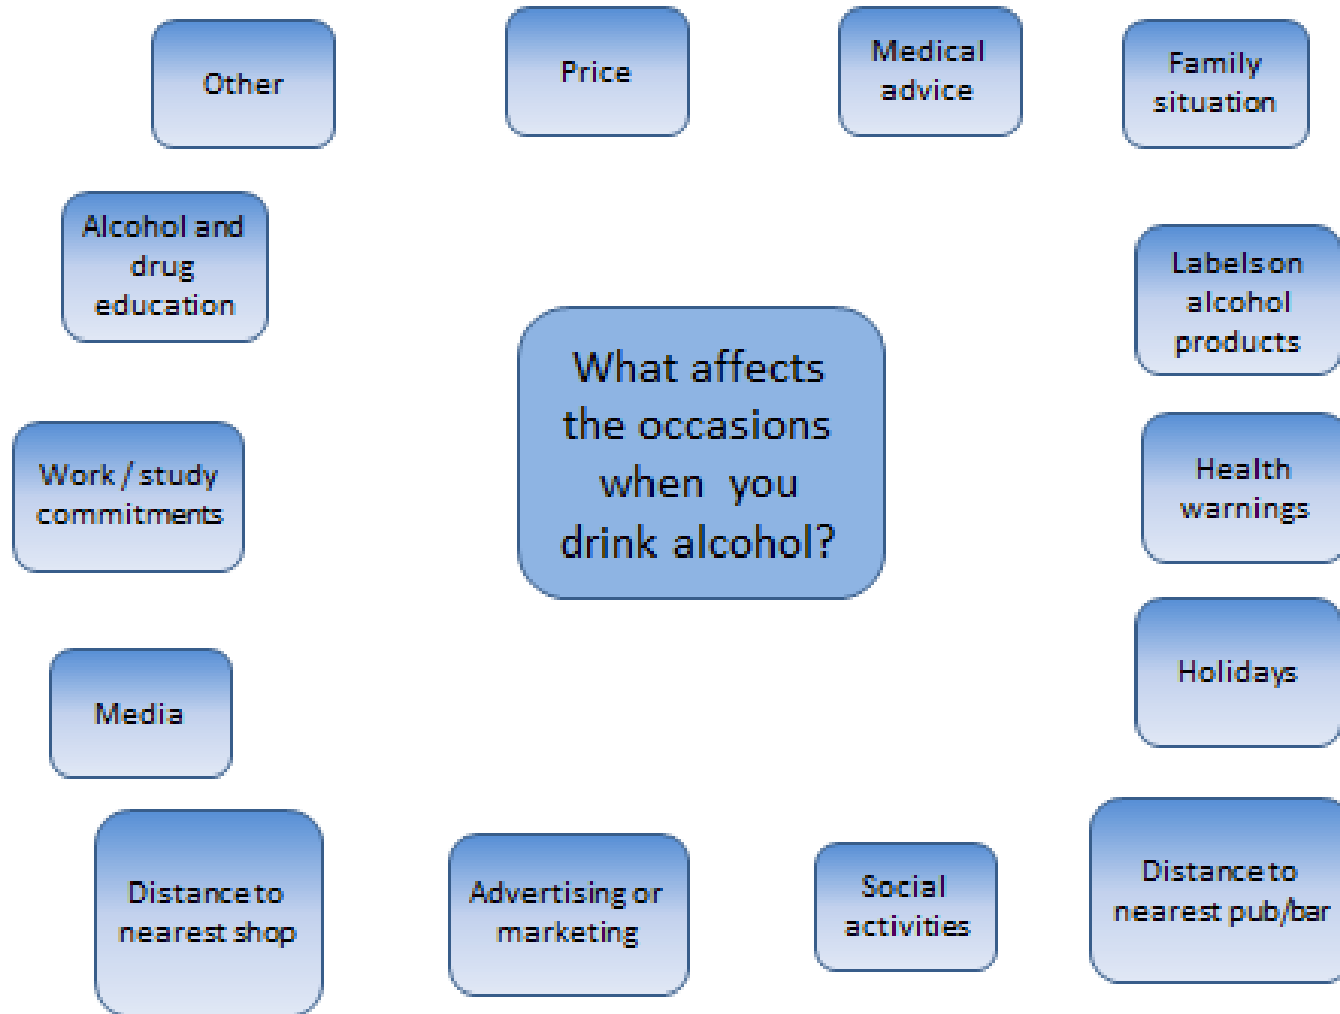 Other
Price
Medical
advice
Family
situation
Alcohol and
drug
education
Labels on
alcohol
products
What affects
the occasions
when you
drink alcohol?
Work / study
commitments
Health
warnings
Holidays
Media
Distance to
nearest shop
Advertising or
marketing
Social
activities
Distance to
nearest pub/bar